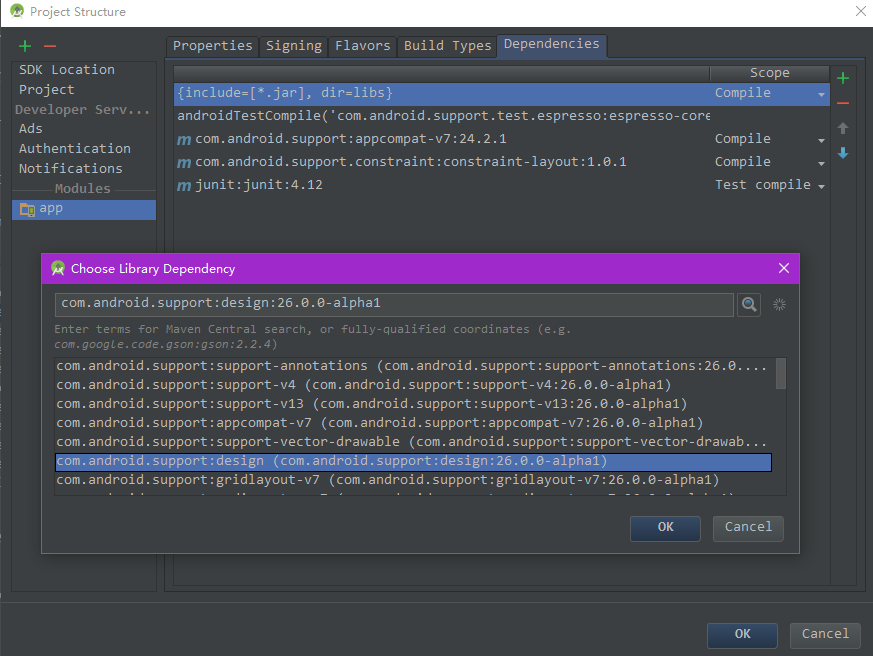 Project Structure
Properties Signing Flavors Build Types Dependencies
SDK Location
Project
Developer Serv...
Ads
Authentication
Notifications
Modules
app
Scope
{include=[*.jar], dir=libs} Compile
androidTestCompile('com.android.support.test.espresso:espresso-core
m com.android.support:appcompat-v7:24.2.1 Compile
m com.android.support.constraint:constraint-layout:1.0.1 Compile
m junit:junit:4.12 Test compile
Choose Library Dependency
com.android.support:design:26.0.0-alpha1
Enter terms for Maven Central search, or fully-qualified coordinates (e.g.
com.google.code.gson:gson:2.2.4)
com.android.support:support-annotations (com.android.support:support-annotations:26.0....
com.android.support:support-v4 (com.android.support:support-v4:26.0.0-alpha1)
com.android.support:support-v13 (com.android.support:support-v13:26.0.0-alpha1)
com.android.support:appcompat-v7 (com.android.support:appcompat-v7:26.0.0-alpha1)
com.android.support:support-vector-drawable (com.android.support:support-vector-drawab...
com.android.support:design (com.android.support:design:26.0.0-alpha1)
com.android.support:gridlayout-v7 (com.android.support:gridlayout-v7:26.0.0-alpha1)
OK Cancel
OK Cancel